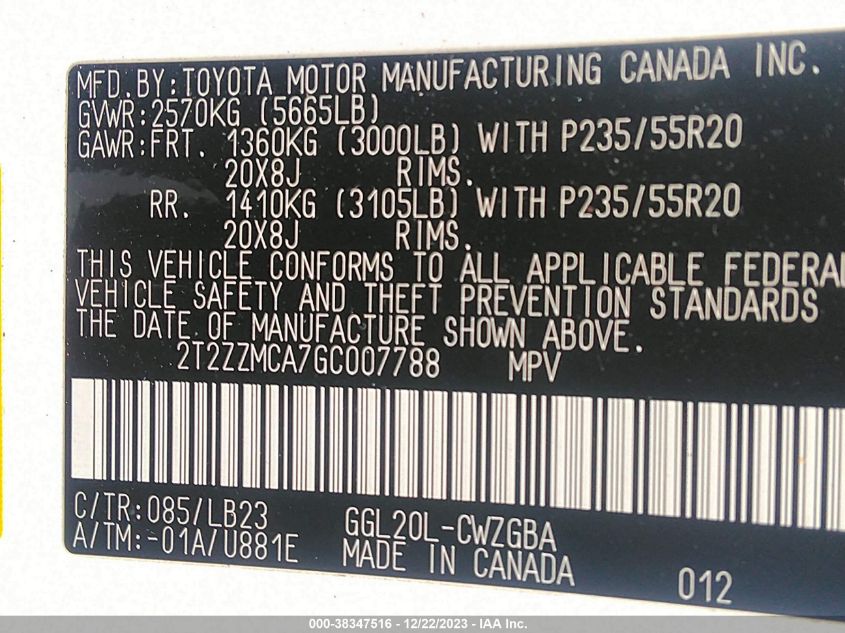 MFD. BY: TOYOTA MOTOR MANUFACTURING CANADA INC.
GVWR: 2570KG (5665LB)
GAWR: FRT. 1360KG (3000LB) WITH P235/55R20
20X8J RIMS.
RR. 1410KG (3105LB) WITH P235/55R20
20X8J RIMS.
THIS VEHICLE CONFORMS TO ALL APPLICABLE FEDERAL
VEHICLE SAFETY AND THEFT PREVENTION STANDARDS
THE DATE OF MANUFACTURE SHOWN ABOVE.
2T2ZZMCA7GC007788 MPV
C/TR: 085/LB23 GGL20L-CWZGBA
A/TM: -01A/U881E MADE IN CANADA 012
000-38347516 - 12/22/2023 - IAA Inc.